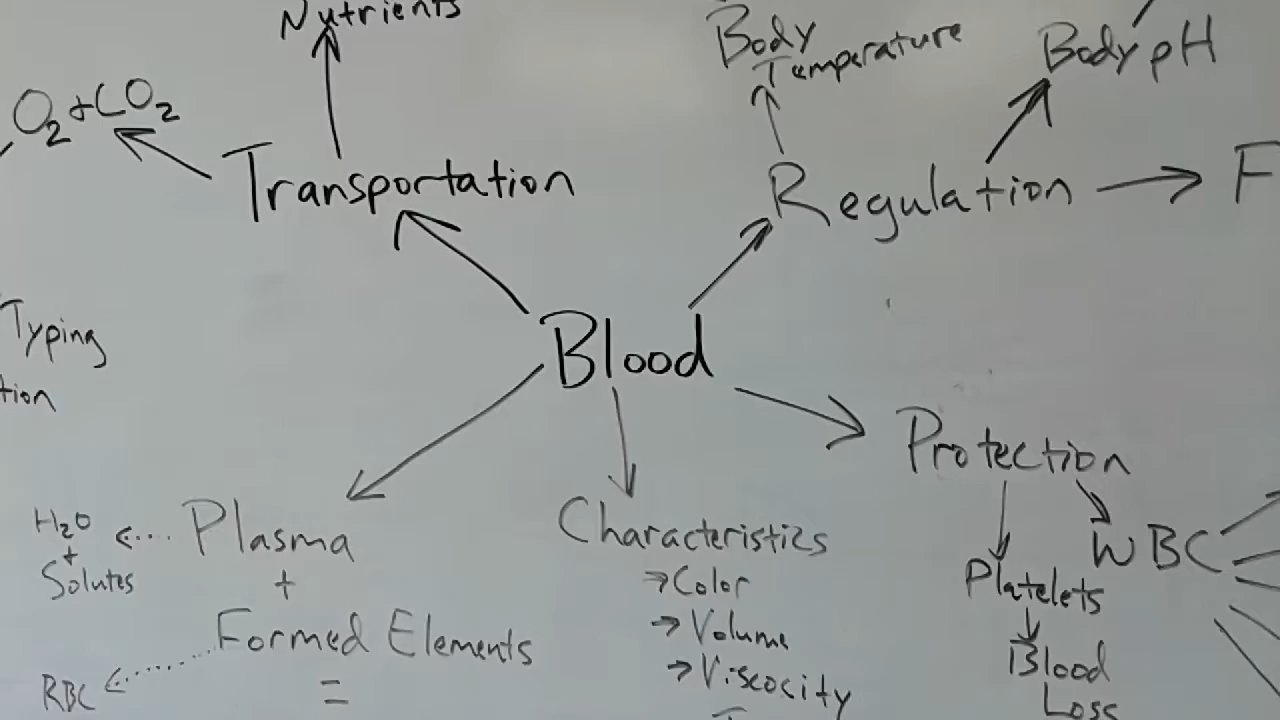 Nutrients
Body
Temperature
Body pH
O₂+CO₂
Transportation
Regulation
F
Blood
Typing
tion
Protection
H₂O
+
Solutes
Plasma
+
Formed Elements
=
RBC
Characteristics
→Color
→Volume
→Viscocity
WBC
Platelets
Blood
Loss